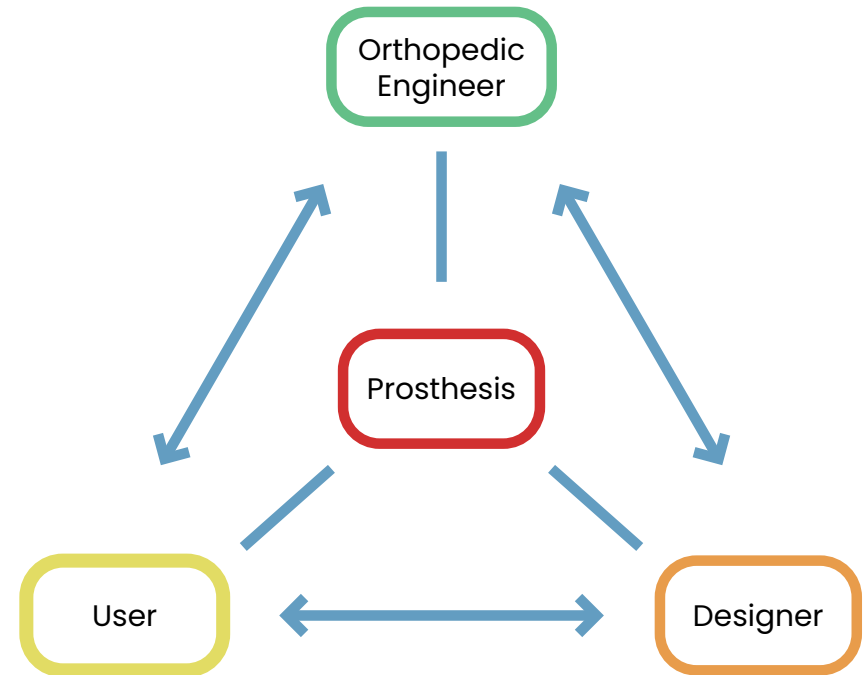 Orthopedic
Engineer
Prosthesis
User
Designer